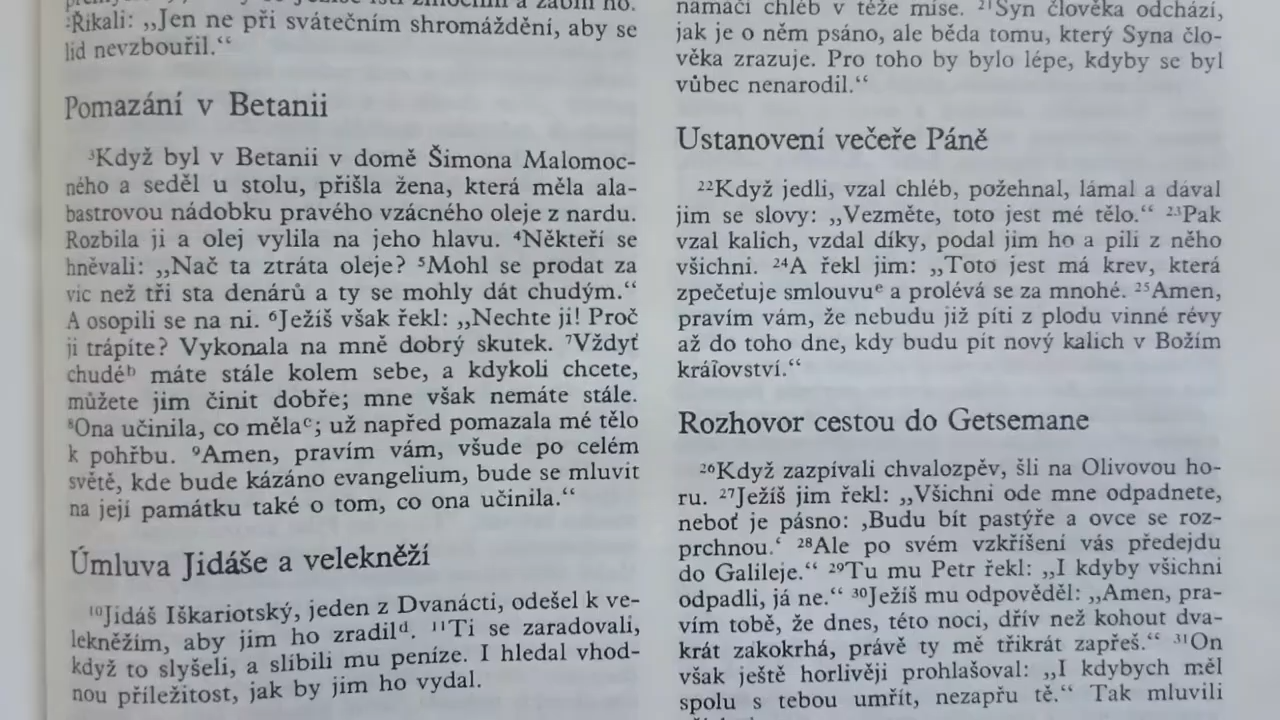 a zabili ho.
²Říkali: „Jen ne při svátečním shromáždění, aby se
lid nevzbouřil.“
Pomazání v Betanii
³Když byl v Betanii v domě Šimona Malomoc-
ného a seděl u stolu, přišla žena, která měla ala-
bastrovou nádobku pravého vzácného oleje z nardu.
Rozbila ji a olej vylila na jeho hlavu. ⁴Někteří se
hněvali: „Nač ta ztráta oleje? ⁵Mohl se prodat za
víc než tři sta denárů a ty se mohly dát chudým.“
A osopili se na ni. ⁶Ježíš však řekl: „Nechte ji! Proč
ji trápíte? Vykonala na mně dobrý skutek. ⁷Vždyť
chudéᵇ máte stále kolem sebe, a kdykoli chcete,
můžete jim činit dobře; mne však nemáte stále.
⁸Ona učinila, co mělaᶜ; už napřed pomazala mé tělo
k pohřbu. ⁹Amen, pravím vám, všude po celém
světě, kde bude kázáno evangelium, bude se mluvit
na její památku také o tom, co ona učinila.“
Úmluva Jidáše a velekněží
¹⁰Jidáš Iškariotský, jeden z Dvanácti, odešel k ve-
lekněžím, aby jim ho zradilᵈ. ¹¹Ti se zaradovali,
když to slyšeli, a slíbili mu peníze. I hledal vhod-
nou příležitost, jak by jim ho vydal.
namáčí chléb v téže míse. ²¹Syn člověka odchází,
jak je o něm psáno, ale běda tomu, který Syna člo-
věka zrazuje. Pro toho by bylo lépe, kdyby se byl
vůbec nenarodil.“
Ustanovení večeře Páně
²²Když jedli, vzal chléb, požehnal, lámal a dával
jim se slovy: „Vezměte, toto jest mé tělo.“ ²³Pak
vzal kalich, vzdal díky, podal jim ho a pili z něho
všichni. ²⁴A řekl jim: „Toto jest má krev, která
zpečeťuje smlouvuᵉ a prolévá se za mnohé. ²⁵Amen,
pravím vám, že nebudu již píti z plodu vinné révy
až do toho dne, kdy budu pít nový kalich v Božím
království.“
Rozhovor cestou do Getsemane
²⁶Když zazpívali chvalozpěv, šli na Olivovou ho-
ru. ²⁷Ježíš jim řekl: „Všichni ode mne odpadnete,
neboť je pásno: ‚Budu bít pastýře a ovce se roz-
prchnou.‘ ²⁸Ale po svém vzkříšení vás předejdu
do Galileje.“ ²⁹Tu mu Petr řekl: „I kdyby všichni
odpadli, já ne.“ ³⁰Ježíš mu odpověděl: „Amen, pra-
vím tobě, že dnes, této noci, dřív než kohout dva-
krát zakokrhá, právě ty mě třikrát zapřeš.“ ³¹On
však ještě horlivěji prohlašoval: „I kdybych měl
spolu s tebou umřít, nezapřu tě.“ Tak mluvili